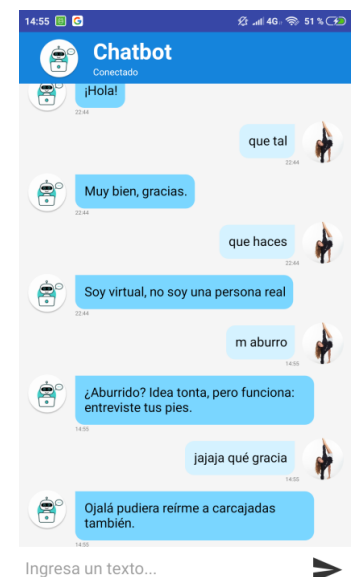 14:55 4G 51 %
Chatbot
Conectado
¡Hola!
22:44
que tal
22:44
Muy bien, gracias.
22:44
que haces
22:44
Soy virtual, no soy una persona real
22:44
m aburro
14:55
¿Aburrido? Idea tonta, pero funciona:
entreviste tus pies.
14:55
jajaja qué gracia
14:55
Ojalá pudiera reírme a carcajadas
también.
14:55
Ingresa un texto...